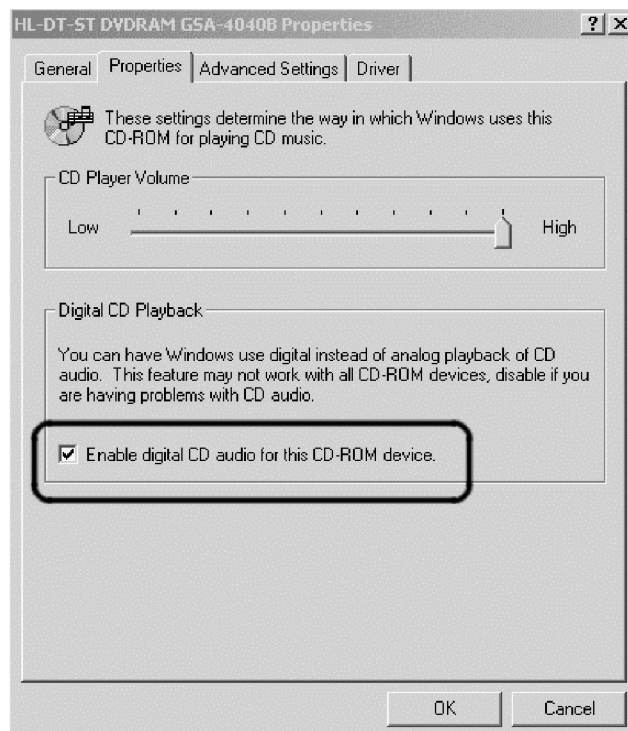 HL-DT-ST DVDRAM GSA-4040B Properties
General Properties Advanced Settings Driver
These settings determine the way in which Windows uses this
CD-ROM for playing CD music.
CD Player Volume
Low High
Digital CD Playback
You can have Windows use digital instead of analog playback of CD
audio. This feature may not work with all CD-ROM devices, disable if you
are having problems with CD audio.
Enable digital CD audio for this CD-ROM device.
OK Cancel